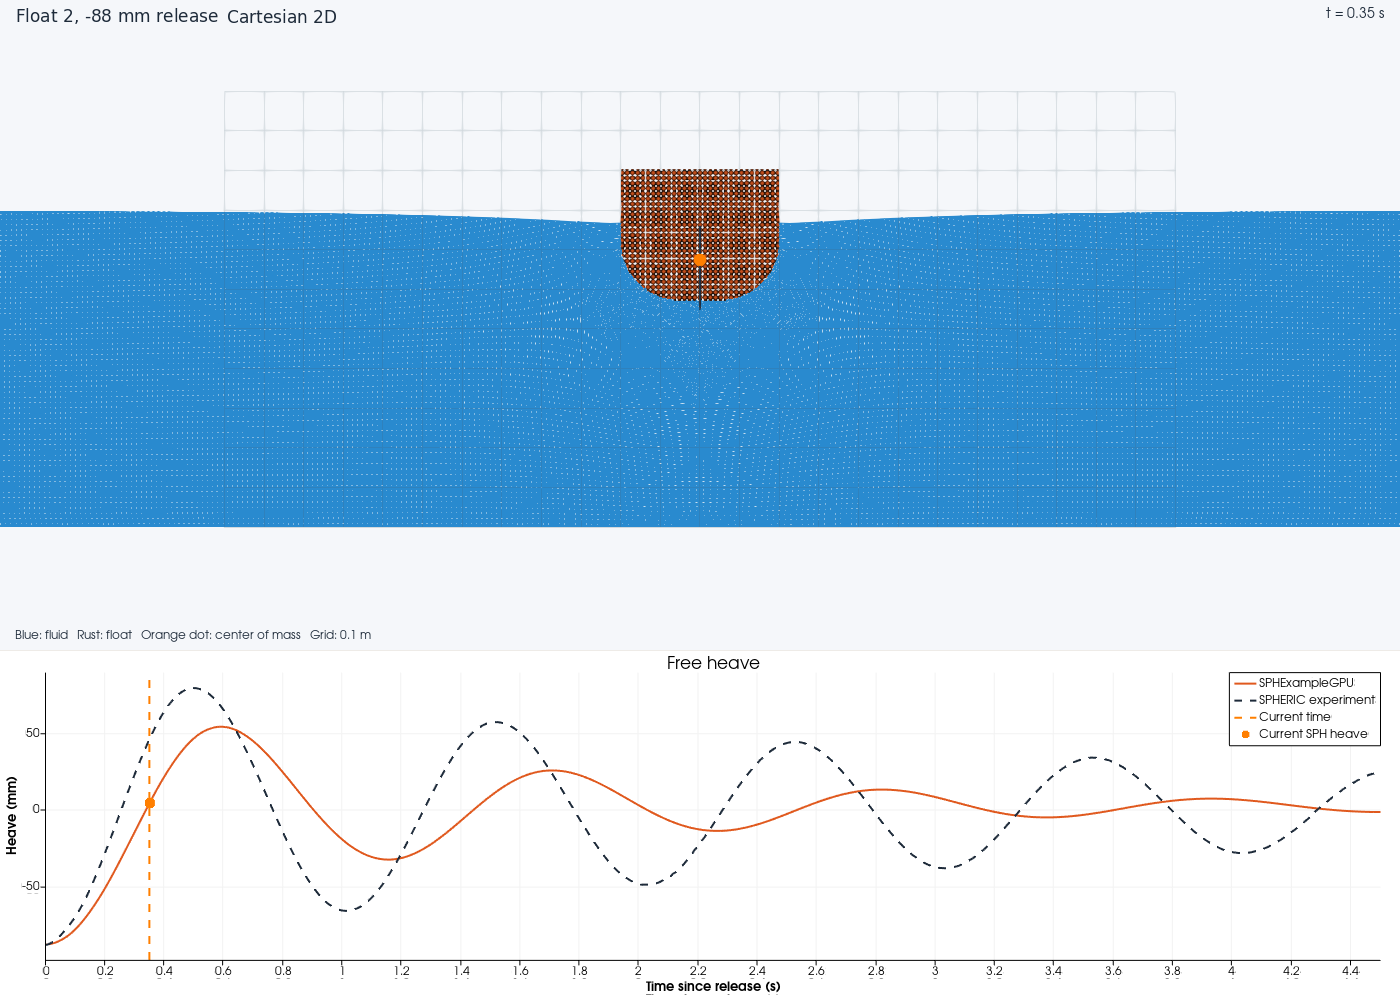 Float 2, -88 mm release Cartesian 2D
t = 0.35 s
Blue: fluid Rust: float Orange dot: center of mass Grid: 0.1 m
Free heave
SPHExampleGPU
SPHERIC experiment
Current time
Current SPH heave
Heave (mm)
50
0
-50
0 0.2 0.4 0.6 0.8 1 1.2 1.4 1.6 1.8 2 2.2 2.4 2.6 2.8 3 3.2 3.4 3.6 3.8 4 4.2 4.4
Time since release (s)